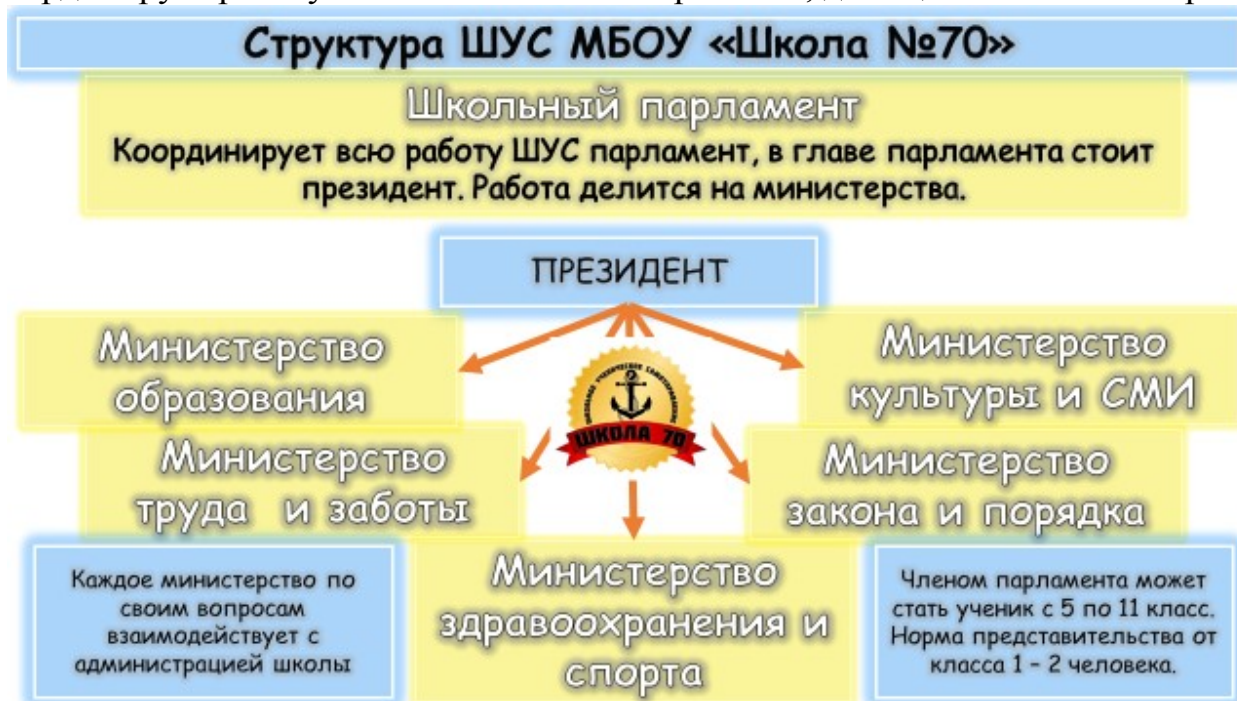 Структура ШУС МБОУ «Школа №70»
Школьный парламент
Координирует всю работу ШУС парламент, в главе парламента стоит
президент. Работа делится на министерства.
ПРЕЗИДЕНТ
Министерство
образования
Министерство
культуры и СМИ
ШКОЛА 70
Министерство
труда и заботы
Министерство
закона и порядка
Министерство
здравоохранения и
спорта
Каждое министерство по
своим вопросам
взаимодействует с
администрацией школы
Членом парламента может
стать ученик с 5 по 11 класс.
Норма представительства от
класса 1 – 2 человека.